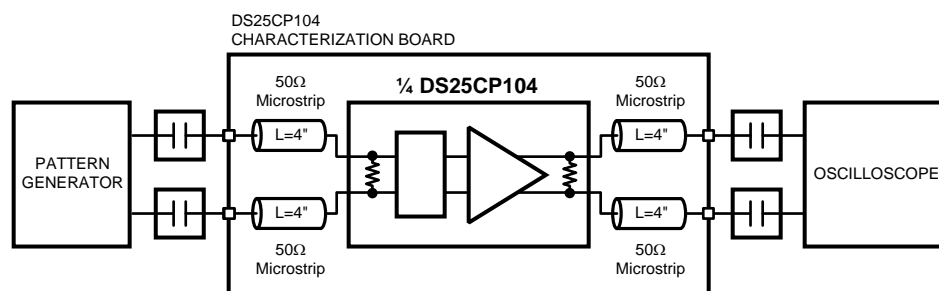 DS25CP104
CHARACTERIZATION BOARD
50Ω
Microstrip
¼ DS25CP104
50Ω
Microstrip
L=4"
L=4"
PATTERN
GENERATOR
OSCILLOSCOPE
L=4"
L=4"
50Ω
Microstrip
50Ω
Microstrip